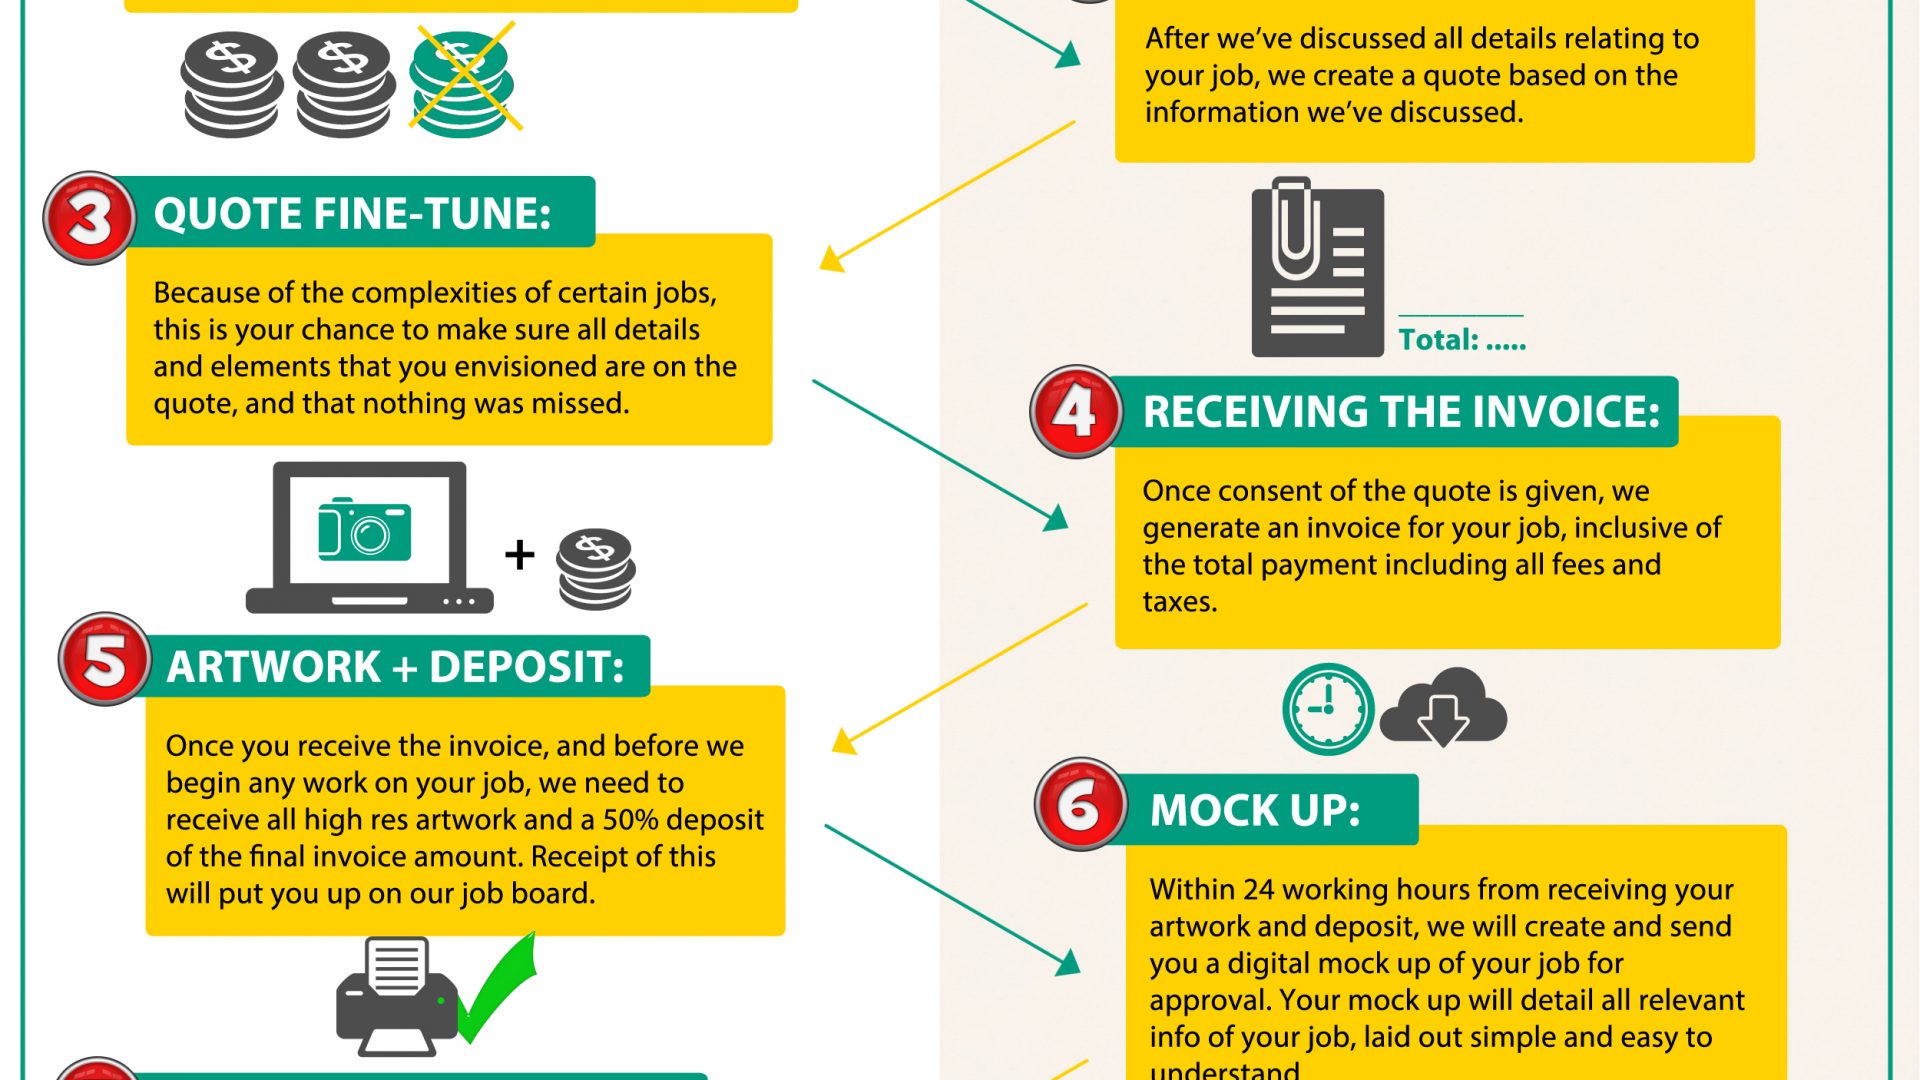 After we’ve discussed all details relating to
your job, we create a quote based on the
information we’ve discussed.
3
QUOTE FINE-TUNE:
Because of the complexities of certain jobs,
this is your chance to make sure all details
and elements that you envisioned are on the
quote, and that nothing was missed.
Total: .....
4
RECEIVING THE INVOICE:
Once consent of the quote is given, we
generate an invoice for your job, inclusive of
the total payment including all fees and
taxes.
+
5
ARTWORK + DEPOSIT:
Once you receive the invoice, and before we
begin any work on your job, we need to
receive all high res artwork and a 50% deposit
of the final invoice amount. Receipt of this
will put you up on our job board.
6
MOCK UP:
Within 24 working hours from receiving your
artwork and deposit, we will create and send
you a digital mock up of your job for
approval. Your mock up will detail all relevant
info of your job, laid out simple and easy to
understand